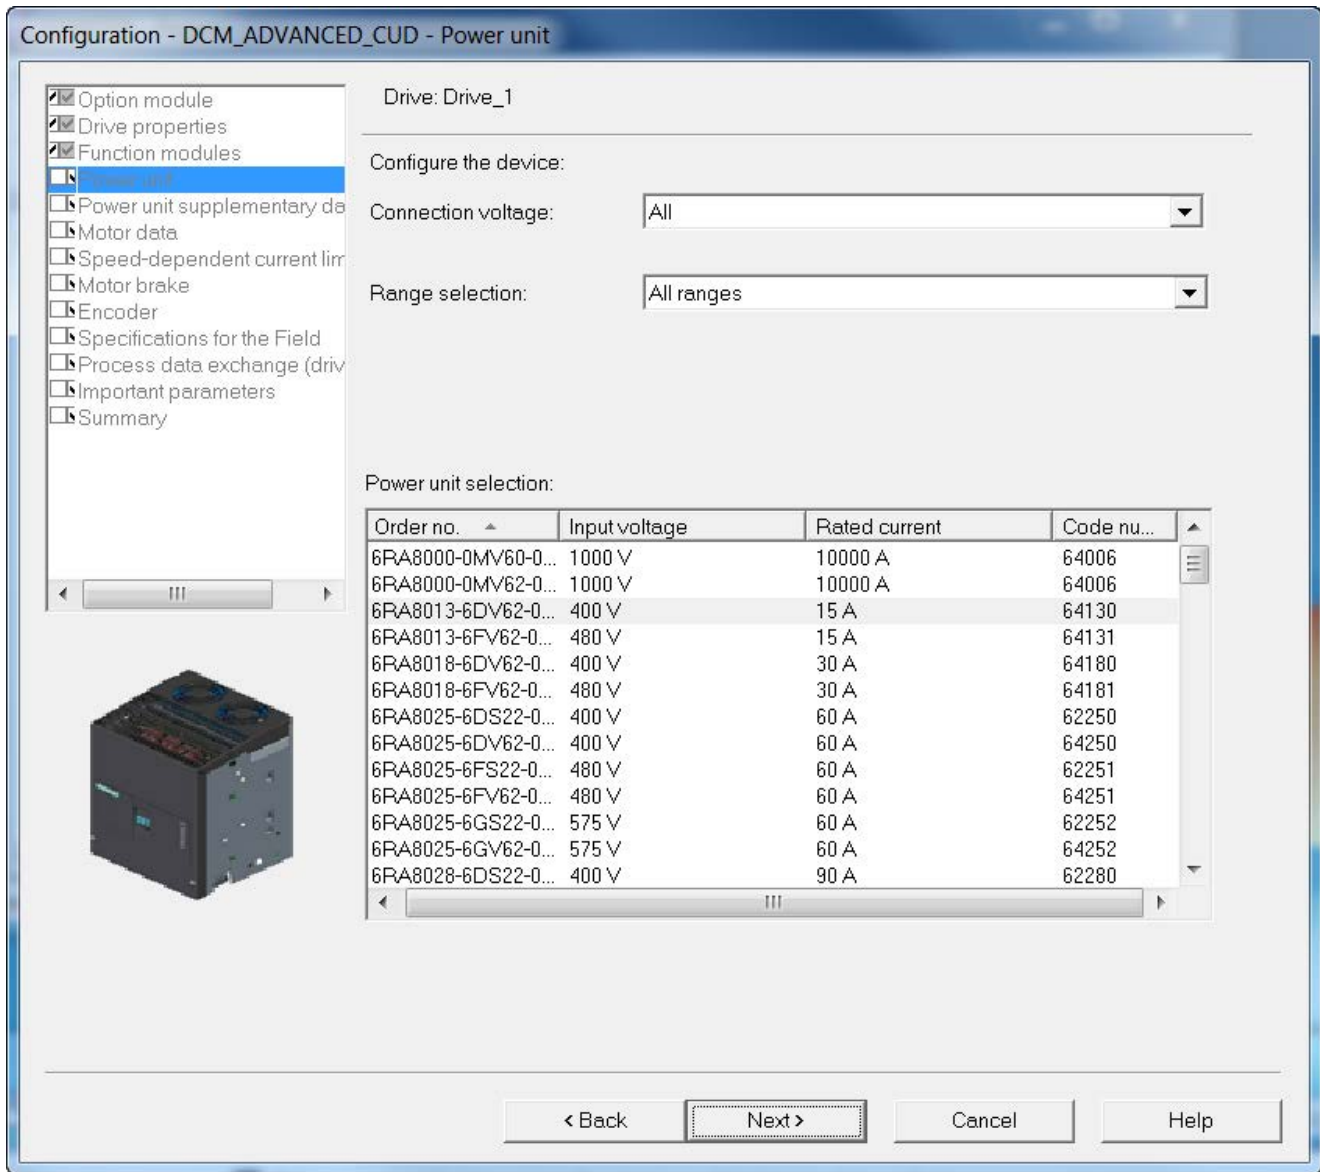 Configuration - DCM_ADVANCED_CUD - Power unit
Option module
Drive properties
Function modules
Power unit
Power unit supplementary da
Motor data
Speed-dependent current lim
Motor brake
Encoder
Specifications for the Field
Process data exchange (driv
Important parameters
Summary
Drive: Drive_1
Configure the device:
Connection voltage: All
Range selection: All ranges
Power unit selection:
Order no. Input voltage Rated current Code nu...
6RA8000-0MV60-0... 1000 V 10000 A 64006
6RA8000-0MV62-0... 1000 V 10000 A 64006
6RA8013-6DV62-0... 400 V 15 A 64130
6RA8013-6FV62-0... 480 V 15 A 64131
6RA8018-6DV62-0... 400 V 30 A 64180
6RA8018-6FV62-0... 480 V 30 A 64181
6RA8025-6DS22-0... 400 V 60 A 62250
6RA8025-6DV62-0... 400 V 60 A 64250
6RA8025-6FS22-0... 480 V 60 A 62251
6RA8025-6FV62-0... 480 V 60 A 64251
6RA8025-6GS22-0... 575 V 60 A 62252
6RA8025-6GV62-0... 575 V 60 A 64252
6RA8028-6DS22-0... 400 V 90 A 62280
< Back Next > Cancel Help